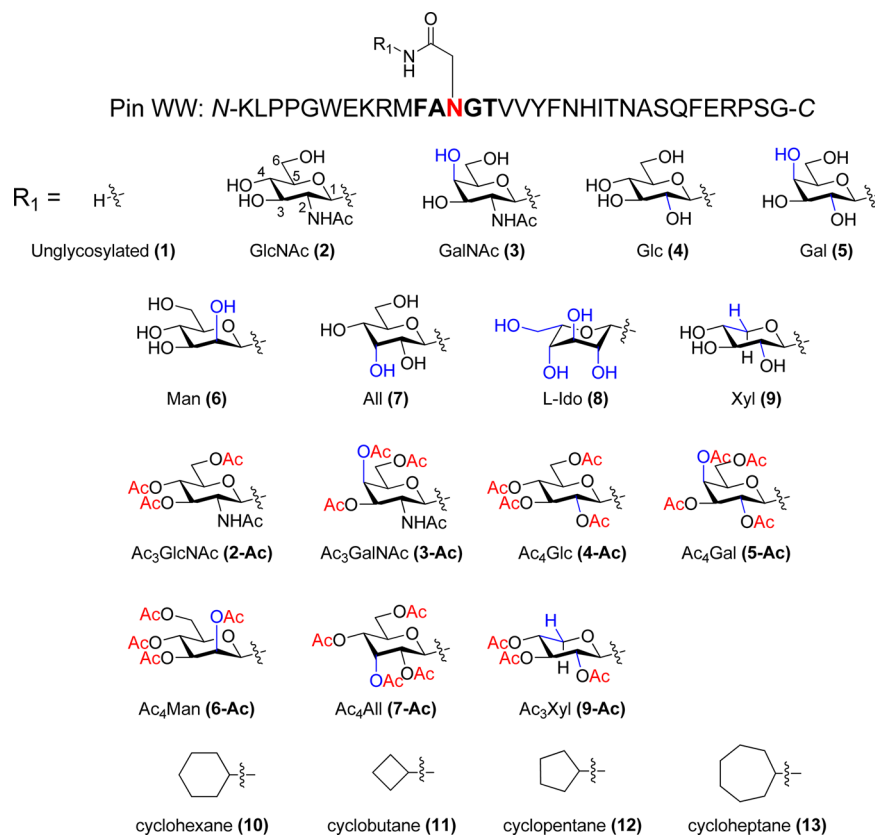 O
R₁
N
H
Pin WW: N-KLPPGWEKRMFANGTVVYFNHITNASQFERPSG-C
R₁ =
H
Unglycosylated (1)
6 OH
4 5 O 1
HO
HO
3 2
NHAc
GlcNAc (2)
HO OH
O
HO
NHAc
GalNAc (3)
OH
HO O
HO
OH
Glc (4)
HO OH
O
HO
OH
Gal (5)
HO OH
HO O
HO
Man (6)
OH
HO O
OH
OH
All (7)
OH
HO O
OH OH
L-Ido (8)
H
HO O
HO H OH
Xyl (9)
OAc
AcO O
AcO
NHAc
Ac₃GlcNAc (2-Ac)
OAc OAc
O
AcO
NHAc
Ac₃GalNAc (3-Ac)
OAc
AcO O
AcO
OAc
Ac₄Glc (4-Ac)
OAc OAc
O
AcO
OAc
Ac₄Gal (5-Ac)
AcO OAc
AcO O
AcO
Ac₄Man (6-Ac)
OAc
AcO O
OAc
OAc
Ac₄All (7-Ac)
H
AcO O
AcO H OAc
Ac₃Xyl (9-Ac)
cyclohexane (10)
cyclobutane (11)
cyclopentane (12)
cycloheptane (13)